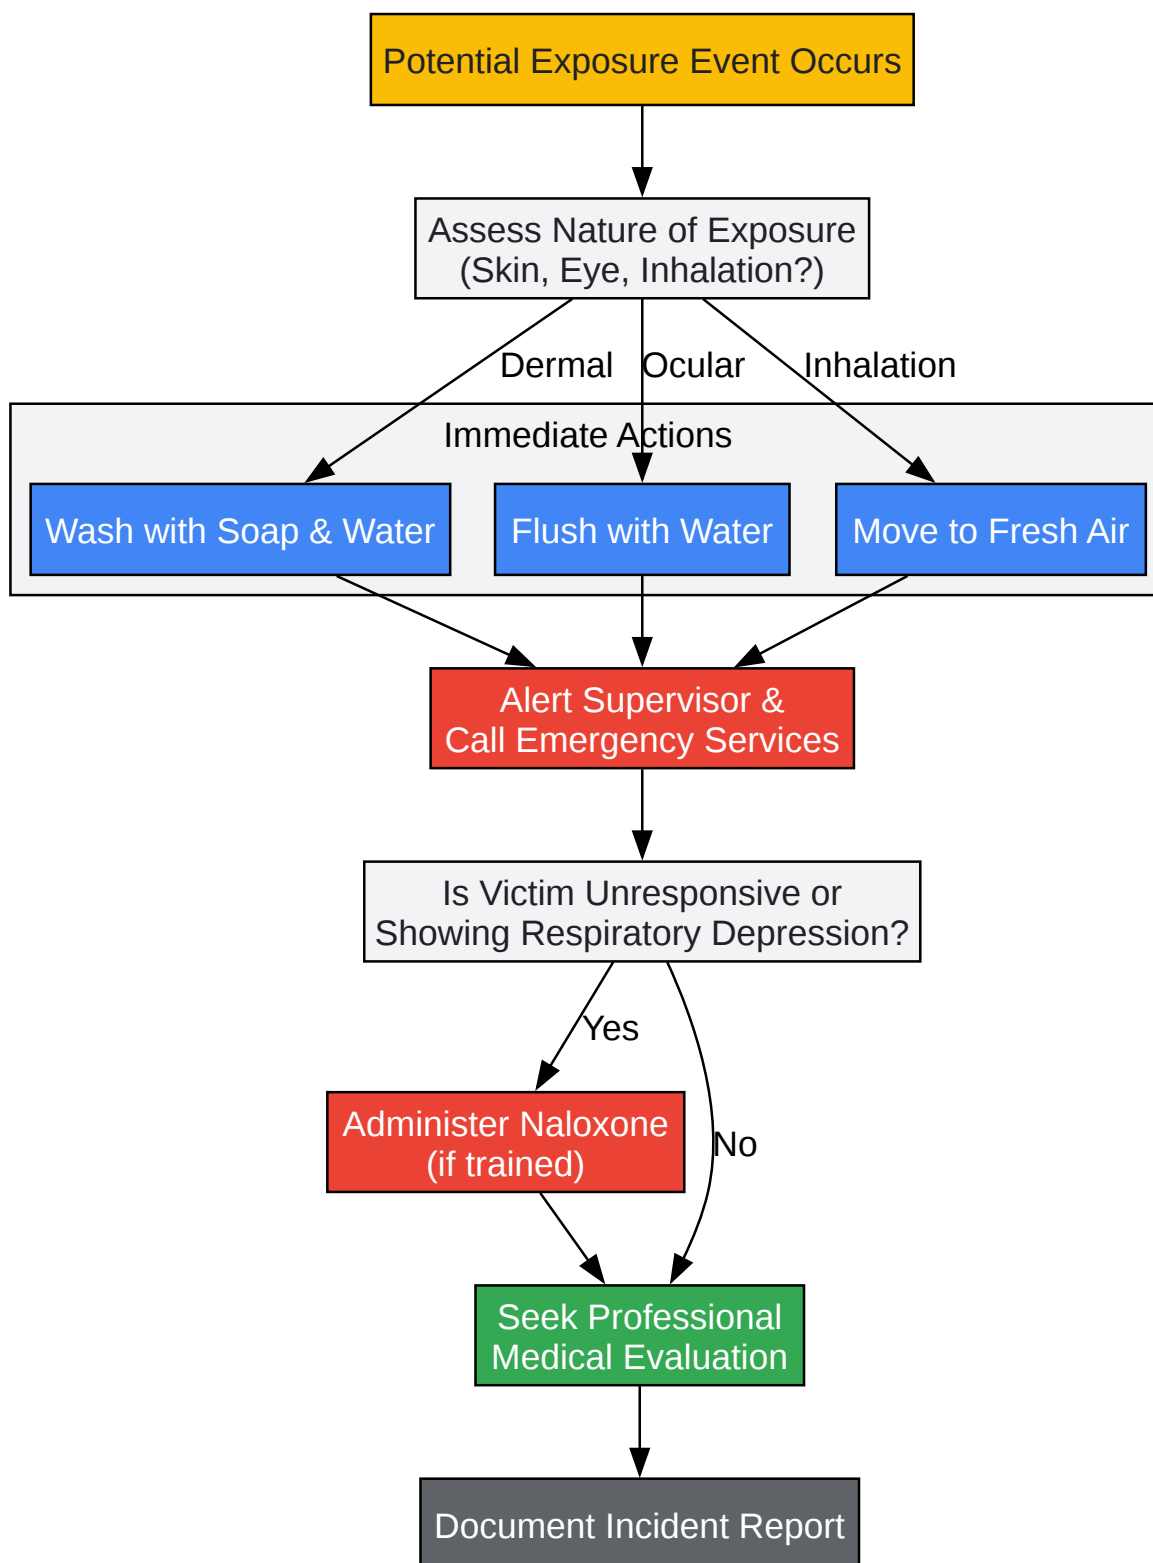 Potential Exposure Event Occurs
Assess Nature of Exposure
(Skin, Eye, Inhalation?)
Dermal
Ocular
Inhalation
Immediate Actions
Wash with Soap & Water
Flush with Water
Move to Fresh Air
Alert Supervisor &
Call Emergency Services
Is Victim Unresponsive or
Showing Respiratory Depression?
Yes
Administer Naloxone
(if trained)
No
Seek Professional
Medical Evaluation
Document Incident Report